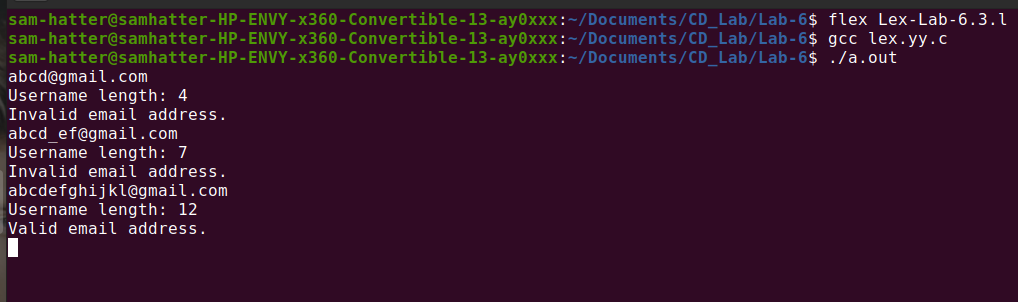 sam-hatter@samhatter-HP-ENVY-x360-Convertible-13-ay0xxx:~/Documents/CD_Lab/Lab-6$ flex Lex-Lab-6.3.l
sam-hatter@samhatter-HP-ENVY-x360-Convertible-13-ay0xxx:~/Documents/CD_Lab/Lab-6$ gcc lex.yy.c
sam-hatter@samhatter-HP-ENVY-x360-Convertible-13-ay0xxx:~/Documents/CD_Lab/Lab-6$ ./a.out
abcd@gmail.com
Username length: 4
Invalid email address.
abcd_ef@gmail.com
Username length: 7
Invalid email address.
abcdefghijkl@gmail.com
Username length: 12
Valid email address.